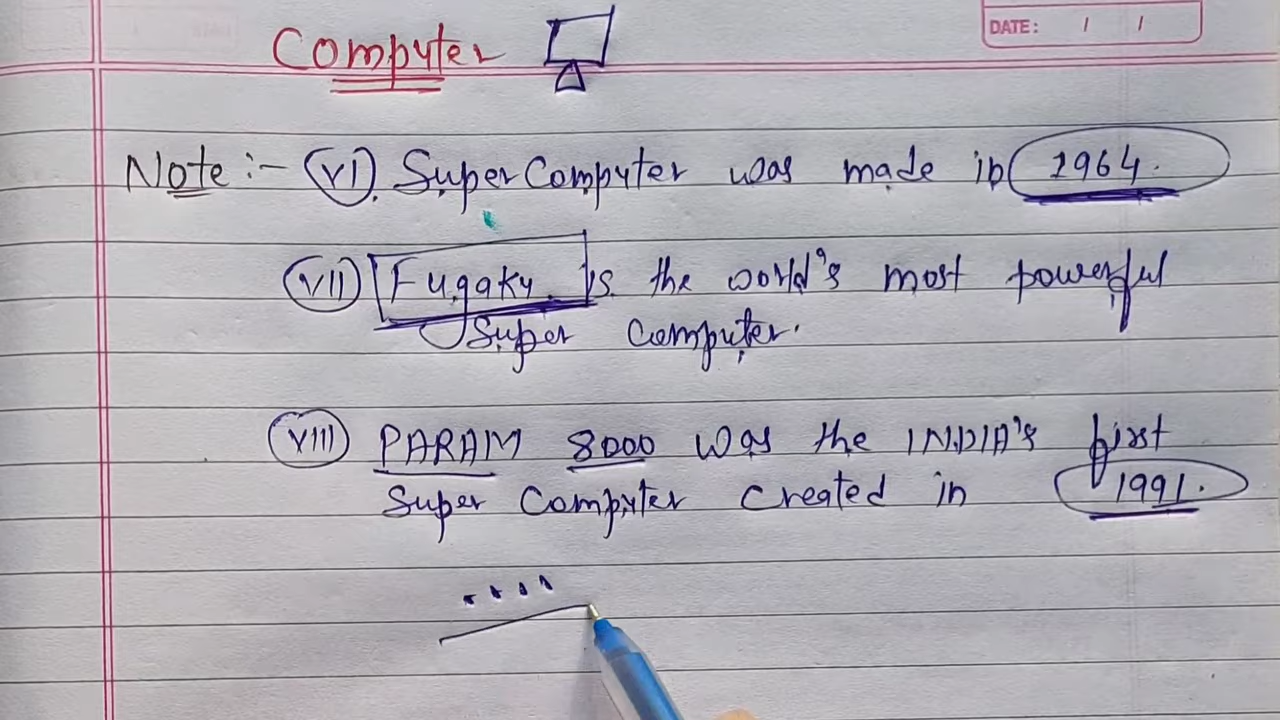 DATE: / /
Computer
Note :- (VI). Super Computer was made in 1964.
(VII) Fugaku is the world's most powerful
Super Computer.
(VIII) PARAM 8000 was the INDIA's first
Super Computer created in 1991.